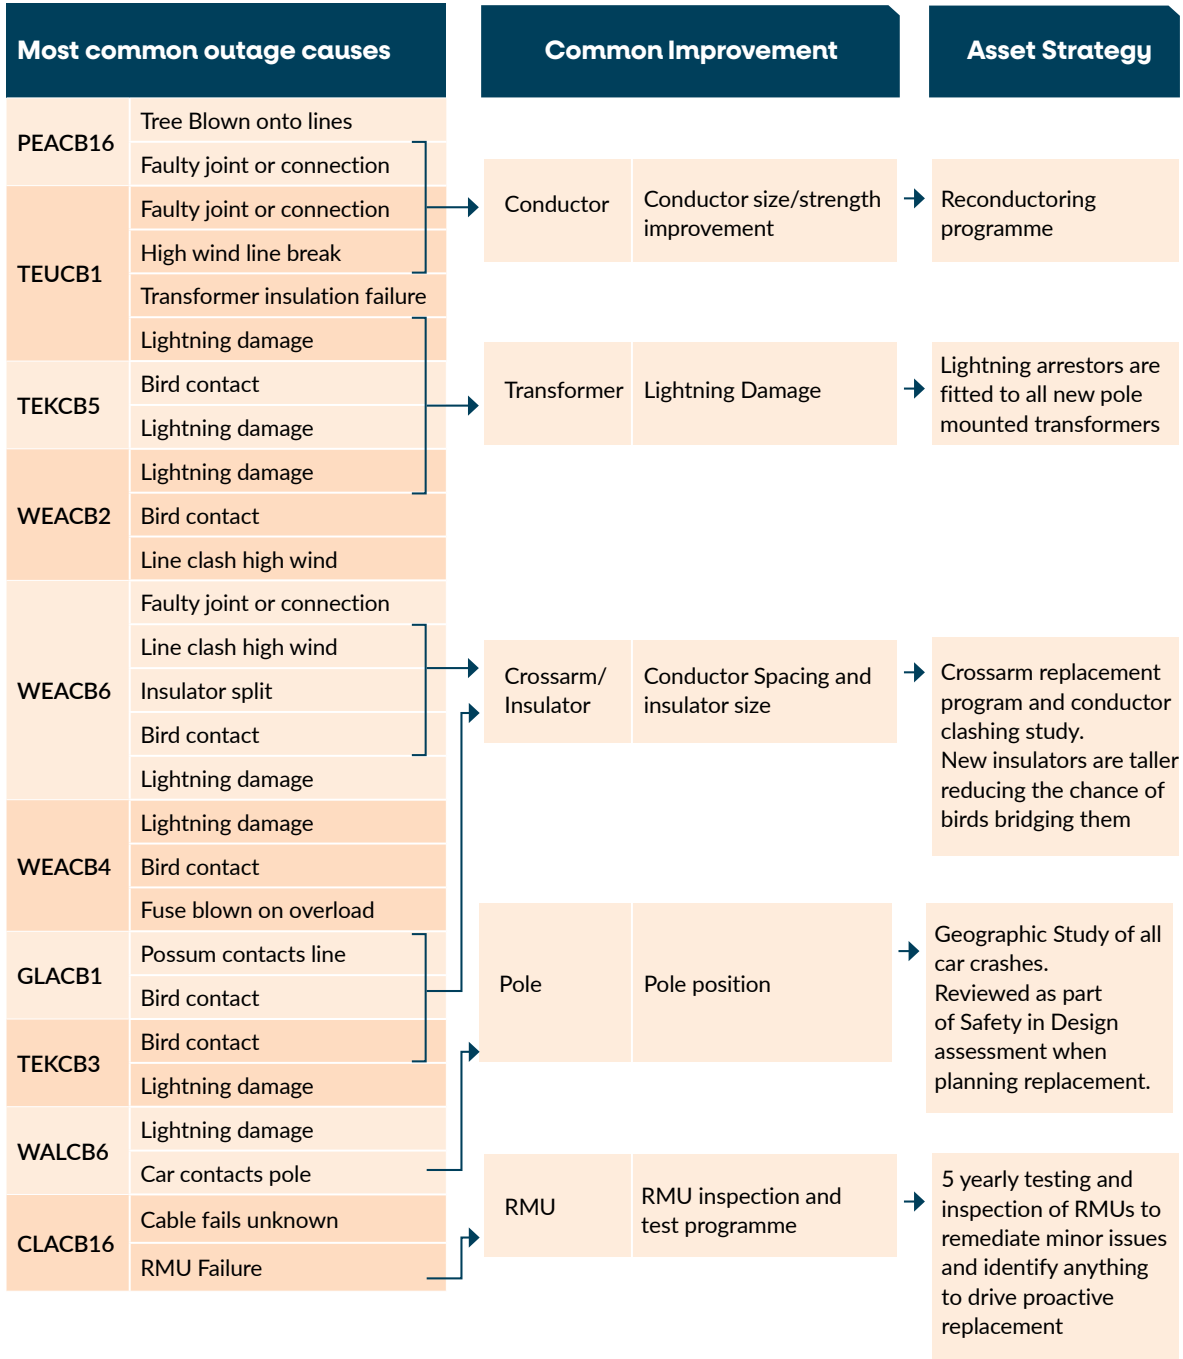 Most common outage causes
Common Improvement
Asset Strategy
PEACB16
Tree Blown onto lines
Faulty joint or connection
TEUCB1
Faulty joint or connection
High wind line break
Transformer insulation failure
Lightning damage
TEKCB5
Bird contact
Lightning damage
WEACB2
Lightning damage
Bird contact
Line clash high wind
WEACB6
Faulty joint or connection
Line clash high wind
Insulator split
Bird contact
Lightning damage
WEACB4
Lightning damage
Bird contact
Fuse blown on overload
GLACB1
Possum contacts line
Bird contact
TEKCB3
Bird contact
Lightning damage
WALCB6
Lightning damage
Car contacts pole
CLACB16
Cable fails unknown
RMU Failure
Conductor
Conductor size/strength
improvement
Reconductoring
programme
Transformer
Lightning Damage
Lightning arrestors are
fitted to all new pole
mounted transformers
Crossarm/
Insulator
Conductor Spacing and
insulator size
Crossarm replacement
program and conductor
clashing study.
New insulators are taller
reducing the chance of
birds bridging them
Pole
Pole position
Geographic Study of all
car crashes.
Reviewed as part
of Safety in Design
assessment when
planning replacement.
RMU
RMU inspection and
test programme
5 yearly testing and
inspection of RMUs to
remediate minor issues
and identify anything
to drive proactive
replacement